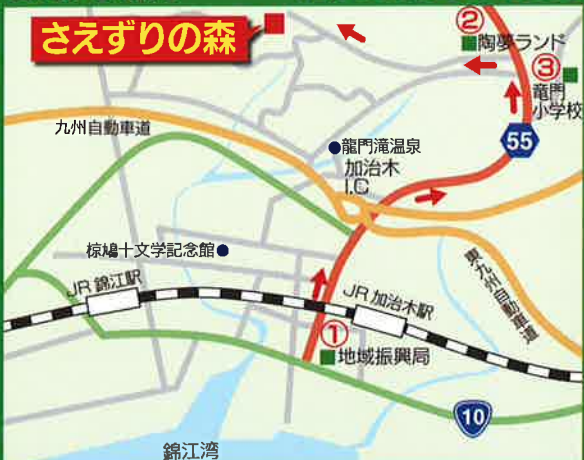 さえずりの森
②
陶夢ランド
③
竜門
小学校
九州自動車道
55
龍門滝温泉
加治木
I.C
椋鳩十文学記念館
東九州自動車道
JR 錦江駅
JR 加治木駅
①
地域振興局
10
錦江湾